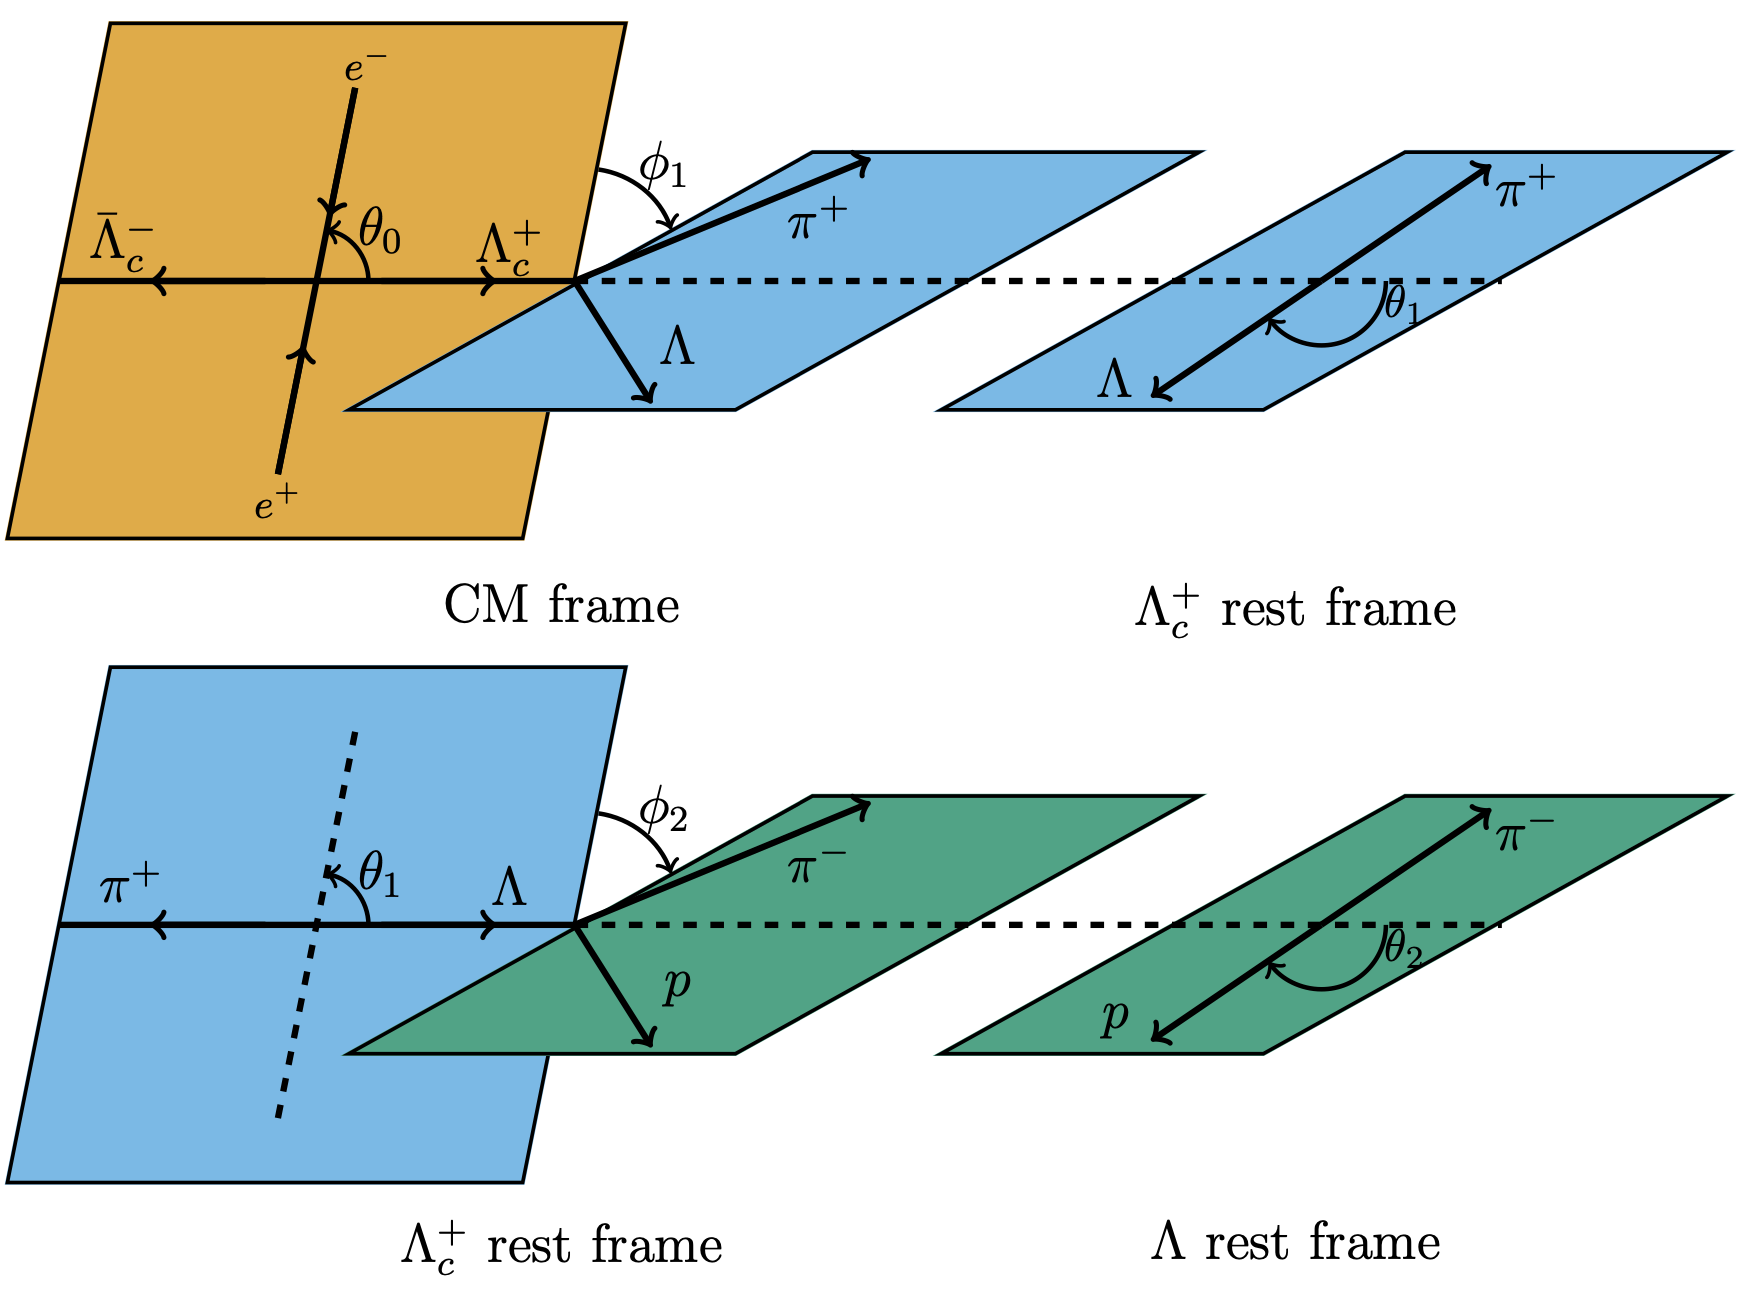 e⁻
ϕ₁
π⁺
π⁺
Λ̄c⁻
θ₀
Λc⁺
θ₁
Λ
Λ
e⁺
CM frame
Λc⁺ rest frame
ϕ₂
π⁻
π⁻
π⁺
θ₁
Λ
θ₂
p
p
Λc⁺ rest frame
Λ rest frame